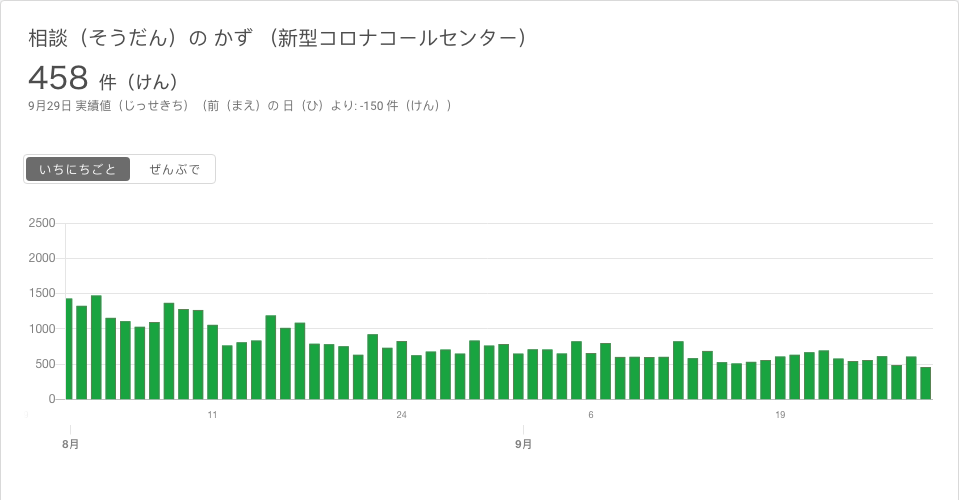 相談（そうだん）の かず （新型コロナコールセンター）
458 件（けん）
9月29日 実績値（じっせきち）（前（まえ）の 日（ひ）より: -150 件（けん））
いちにちごと ぜんぶで
2500
2000
1500
1000
500
0
11 24 6 19
8月 9月